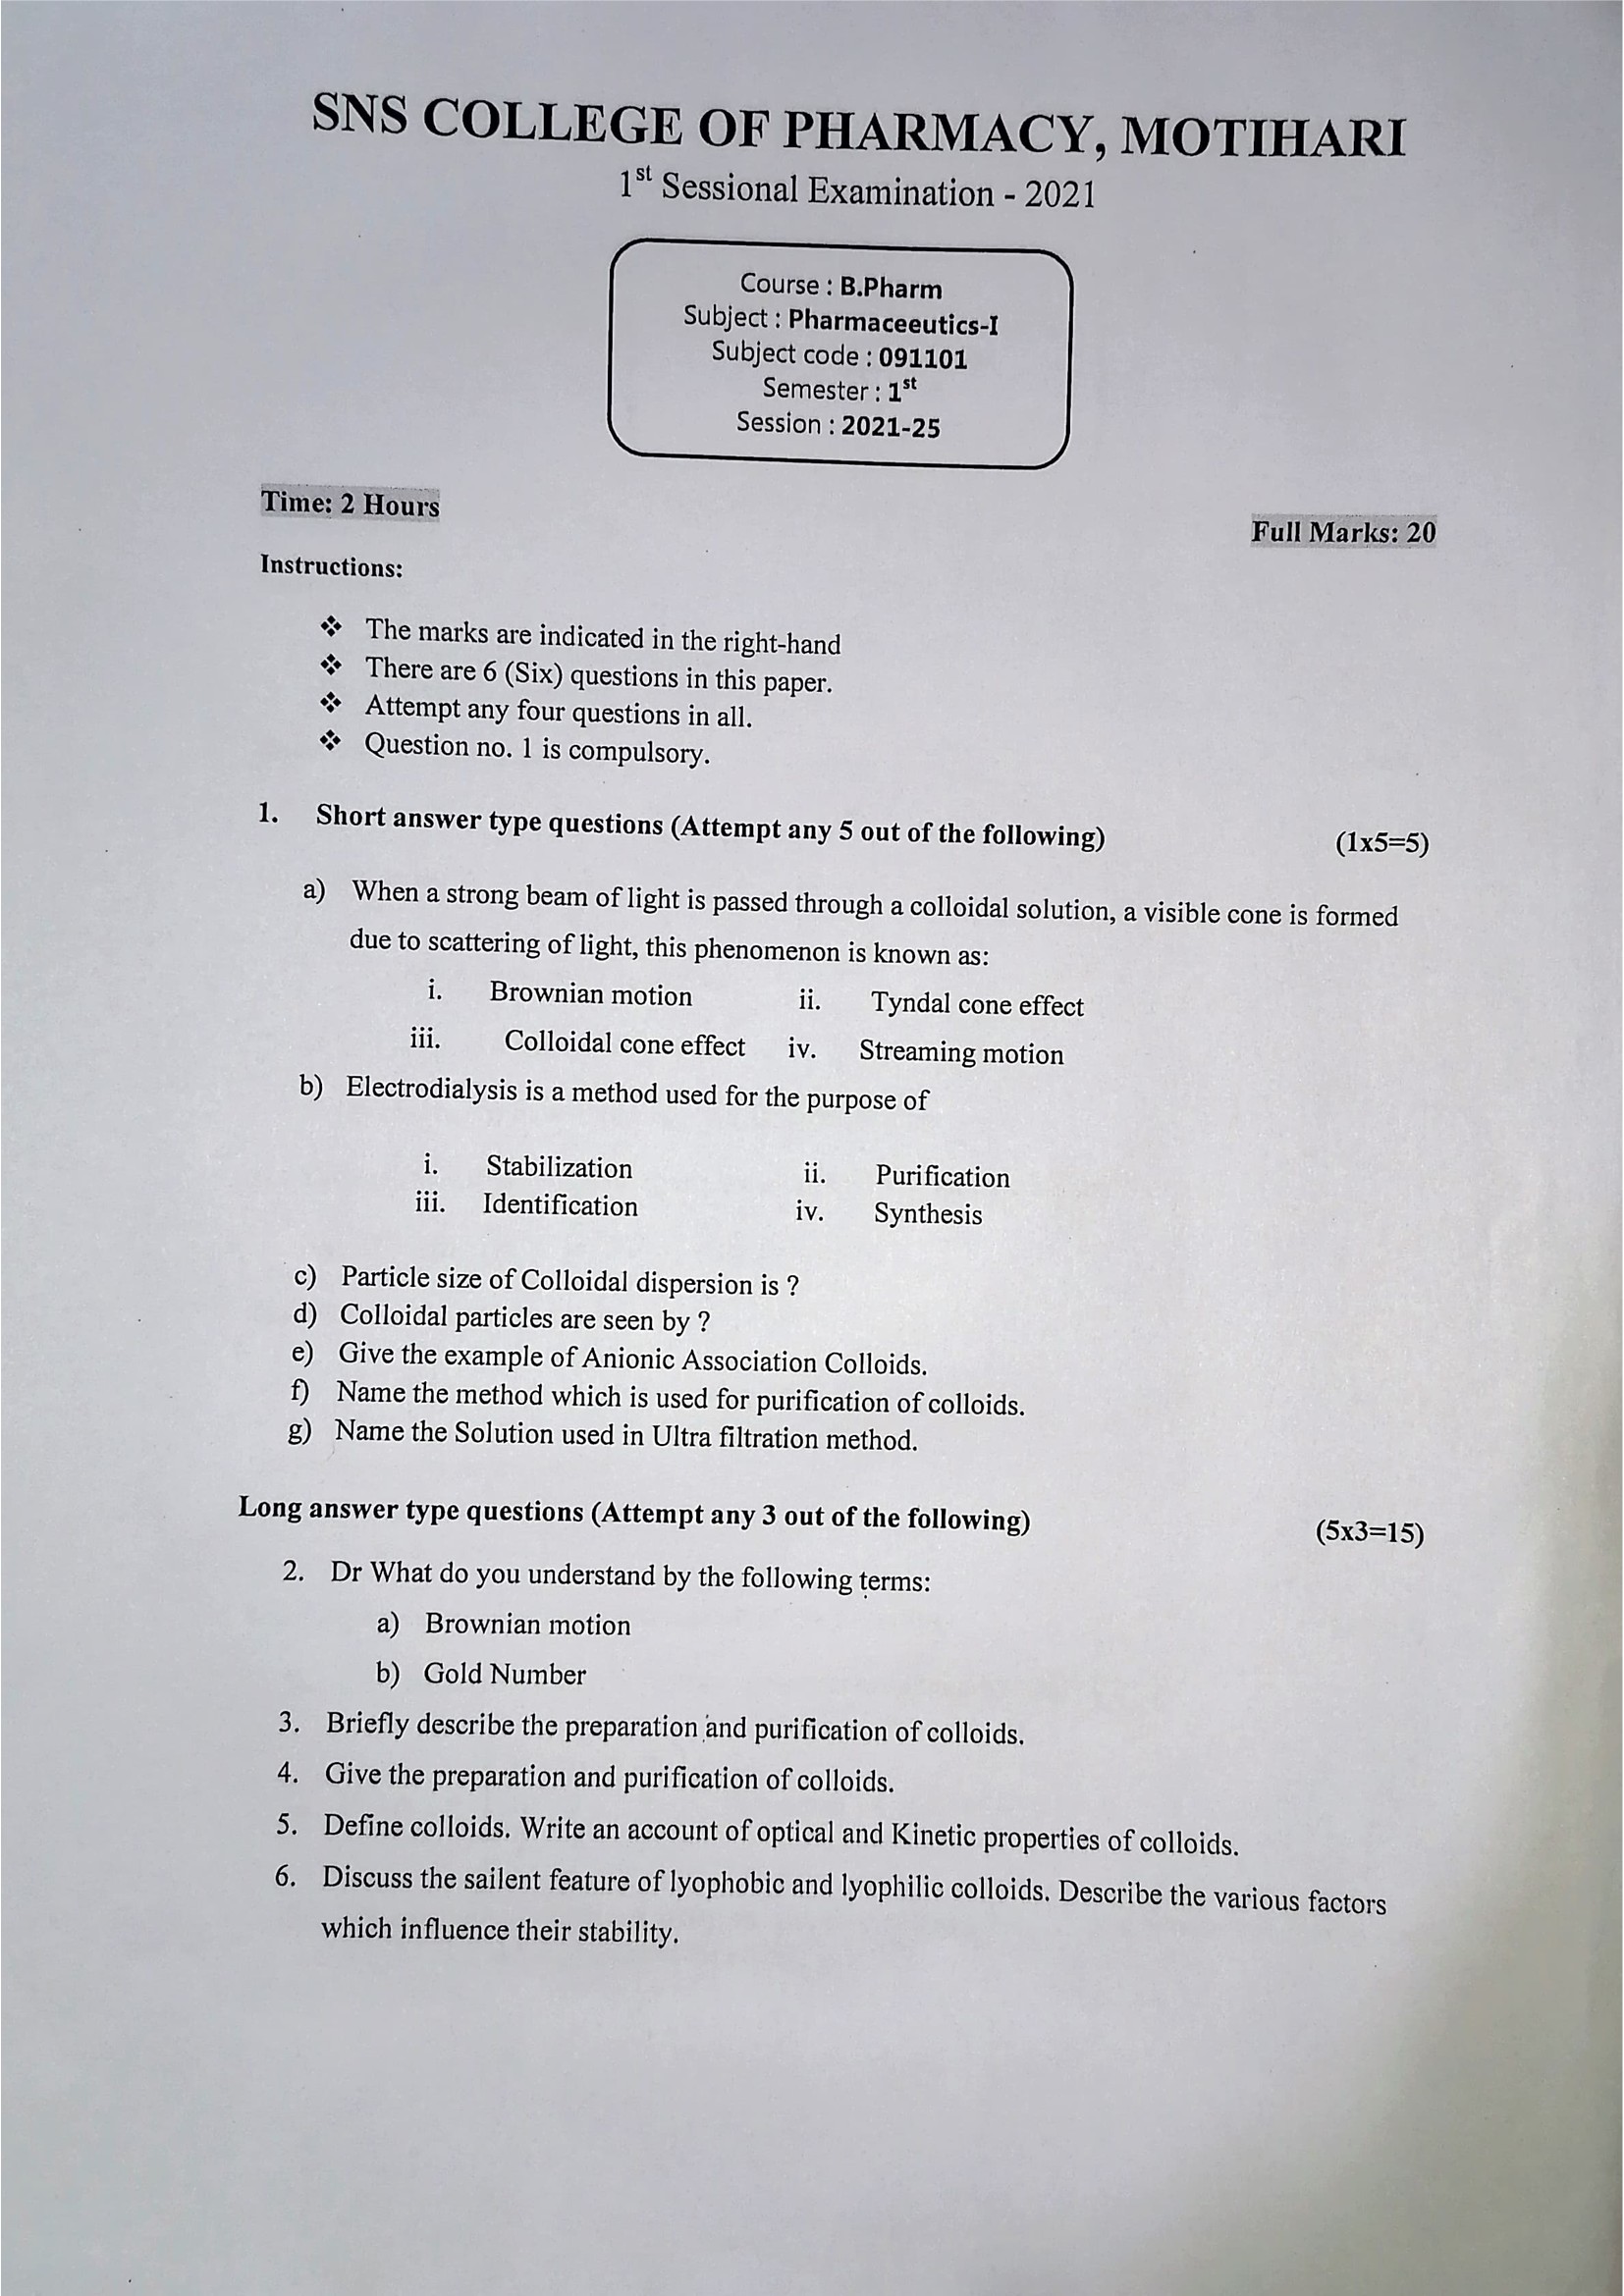 SNS COLLEGE OF PHARMACY, MOTIHARI
1st Sessional Examination - 2021
Course : B.Pharm
Subject : Pharmaceeutics-I
Subject code : 091101
Semester : 1st
Session : 2021-25
Time: 2 Hours
Full Marks: 20
Instructions:
❖ The marks are indicated in the right-hand
❖ There are 6 (Six) questions in this paper.
❖ Attempt any four questions in all.
❖ Question no. 1 is compulsory.
1. Short answer type questions (Attempt any 5 out of the following) (1x5=5)
a) When a strong beam of light is passed through a colloidal solution, a visible cone is formed
due to scattering of light, this phenomenon is known as:
i. Brownian motion ii. Tyndal cone effect
iii. Colloidal cone effect iv. Streaming motion
b) Electrodialysis is a method used for the purpose of
i. Stabilization ii. Purification
iii. Identification iv. Synthesis
c) Particle size of Colloidal dispersion is ?
d) Colloidal particles are seen by ?
e) Give the example of Anionic Association Colloids.
f) Name the method which is used for purification of colloids.
g) Name the Solution used in Ultra filtration method.
Long answer type questions (Attempt any 3 out of the following) (5x3=15)
2. Dr What do you understand by the following terms:
a) Brownian motion
b) Gold Number
3. Briefly describe the preparation and purification of colloids.
4. Give the preparation and purification of colloids.
5. Define colloids. Write an account of optical and Kinetic properties of colloids.
6. Discuss the sailent feature of lyophobic and lyophilic colloids. Describe the various factors
which influence their stability.